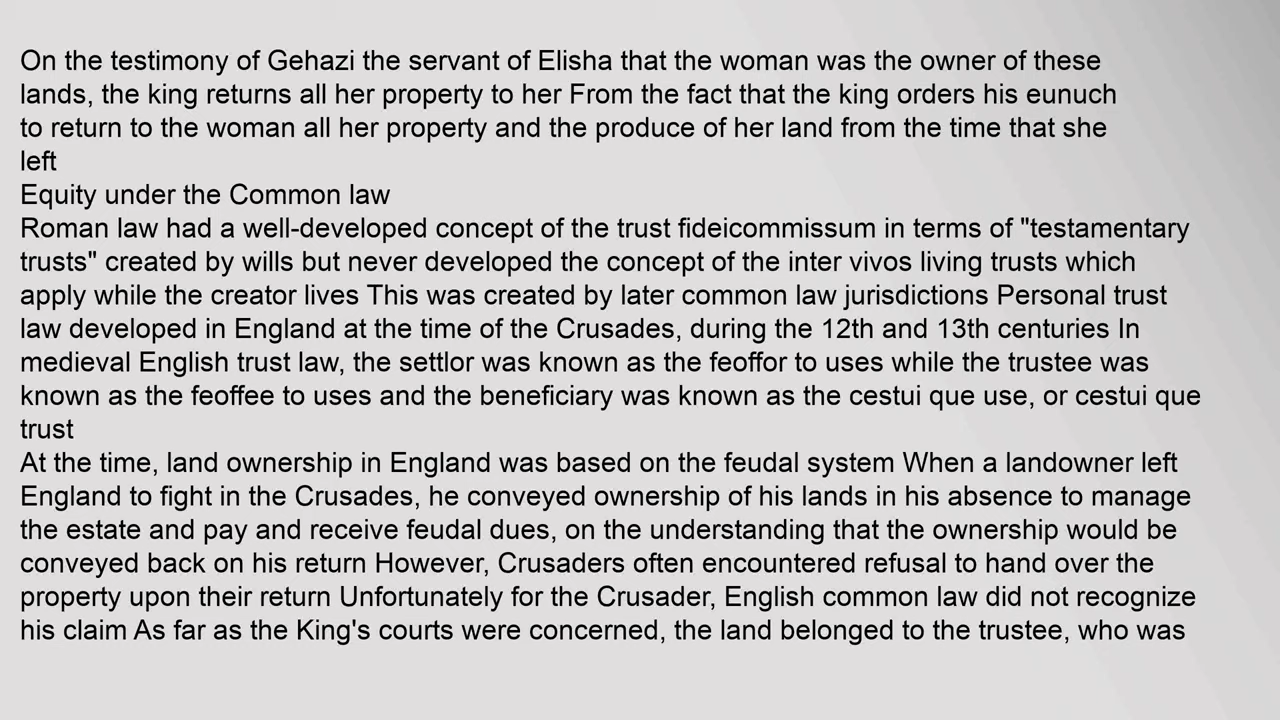 On the testimony of Gehazi the servant of Elisha that the woman was the owner of these
lands, the king returns all her property to her From the fact that the king orders his eunuch
to return to the woman all her property and the produce of her land from the time that she
left
Equity under the Common law
Roman law had a well-developed concept of the trust fideicommissum in terms of "testamentary
trusts" created by wills but never developed the concept of the inter vivos living trusts which
apply while the creator lives This was created by later common law jurisdictions Personal trust
law developed in England at the time of the Crusades, during the 12th and 13th centuries In
medieval English trust law, the settlor was known as the feoffor to uses while the trustee was
known as the feoffee to uses and the beneficiary was known as the cestui que use, or cestui que
trust
At the time, land ownership in England was based on the feudal system When a landowner left
England to fight in the Crusades, he conveyed ownership of his lands in his absence to manage
the estate and pay and receive feudal dues, on the understanding that the ownership would be
conveyed back on his return However, Crusaders often encountered refusal to hand over the
property upon their return Unfortunately for the Crusader, English common law did not recognize
his claim As far as the King's courts were concerned, the land belonged to the trustee, who was